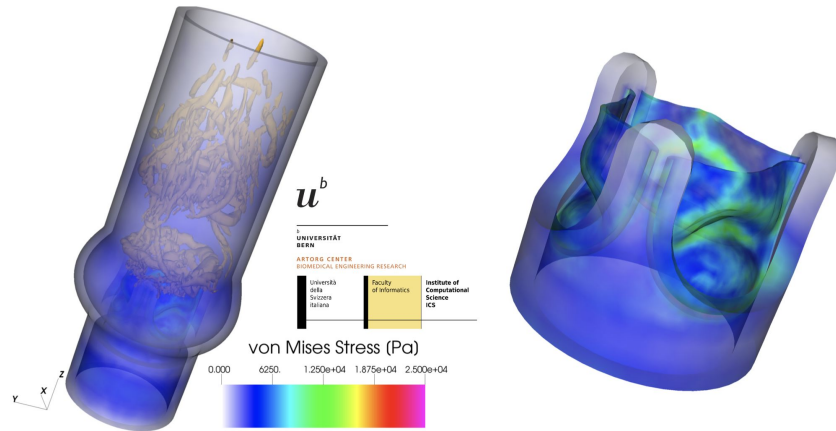 u^b
b
UNIVERSITÄT
BERN
ARTORG CENTER
BIOMEDICAL ENGINEERING RESEARCH
Università
della
Svizzera
italiana
Faculty
of Informatics
Institute of
Computational
Science
ICS
von Mises Stress (Pa)
0.000 6250. 1.250e+04 1.875e+04 2.500e+04
Z
X
Y